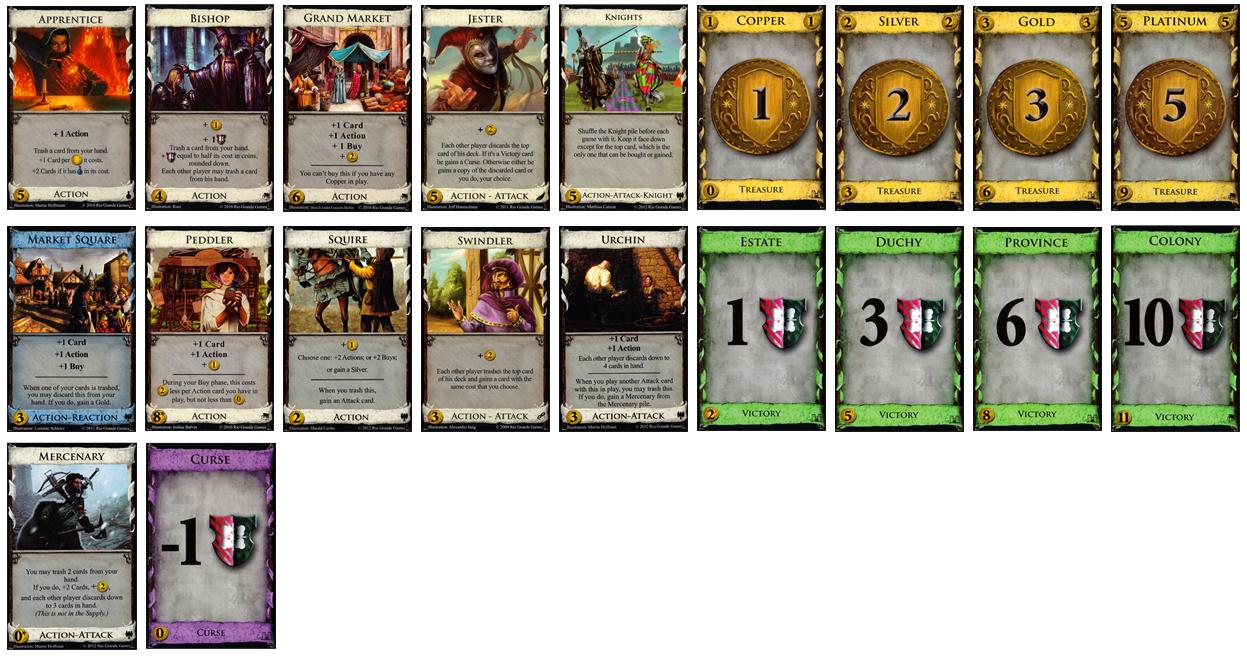 APPRENTICE
+1 Action
Trash a card from your hand.
+1 Card per it costs.
+2 Cards if it has in its cost.
5 ACTION
BISHOP
+ 1
+ 1
Trash a card from your hand.
+ equal to half its cost in coins,
rounded down.
Each other player may trash a card
from his hand.
4 ACTION
GRAND MARKET
+1 Card
+1 Action
+1 Buy
+ 2
You can't buy this if you have any
Copper in play.
6 ACTION
JESTER
+ 2
Each other player discards the top
card of his deck. If it's a Victory card
he gains a Curse. Otherwise either he
gains a copy of the discarded card or
you do, your choice.
5 ACTION - ATTACK
KNIGHTS
Shuffle the Knight pile before each
game with it. Keep it face down
except for the top card, which is the
only one that can be bought or gained.
5 ACTION-ATTACK-KNIGHT
1 COPPER 1
1
0 TREASURE
2 SILVER 2
2
3 TREASURE
3 GOLD 3
3
6 TREASURE
5 PLATINUM 5
5
9 TREASURE
MARKET SQUARE
+1 Card
+1 Action
+1 Buy
When one of your cards is trashed,
you may discard this from your
hand. If you do, gain a Gold.
3 ACTION-REACTION
PEDDLER
+1 Card
+1 Action
+ 1
During your Buy phase, this costs
2 less per Action card you have in
play, but not less than 0.
8* ACTION
SQUIRE
+ 1
Choose one: +2 Actions; or +2 Buys;
or gain a Silver.
When you trash this,
gain an Attack card.
2 ACTION
SWINDLER
+ 2
Each other player trashes the top card
of his deck and gains a card with the
same cost that you choose.
3 ACTION - ATTACK
URCHIN
+1 Card
+1 Action
Each other player discards down to
4 cards in hand.
When you play another Attack card
with this in play, you may trash this.
If you do, gain a Mercenary from
the Mercenary pile.
3 ACTION-ATTACK
ESTATE
1
2 VICTORY
DUCHY
3
5 VICTORY
PROVINCE
6
8 VICTORY
COLONY
10
11 VICTORY
MERCENARY
You may trash 2 cards from your
hand.
If you do, +2 Cards, + 2,
and each other player discards down
to 3 cards in hand.
(This is not in the Supply.)
0* ACTION-ATTACK
CURSE
-1
0 CURSE